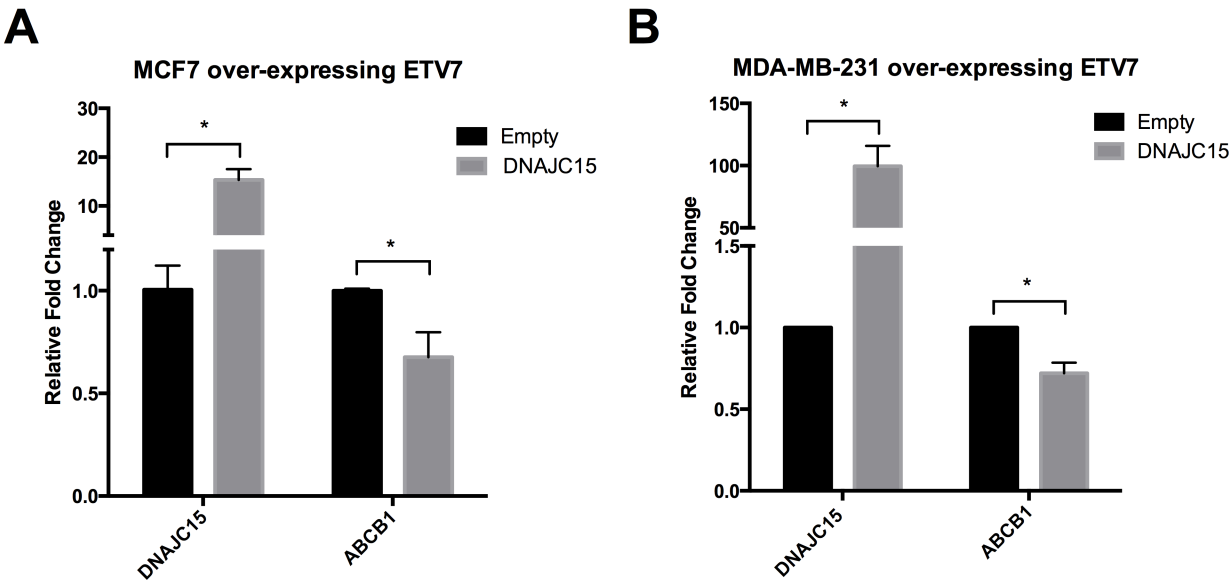 A
MCF7 over-expressing ETV7
Relative Fold Change
30
20
10
1.0
0.5
0.0
*
*
Empty
DNAJC15
DNAJC15
ABCB1
B
MDA-MB-231 over-expressing ETV7
Relative Fold Change
150
100
50
1.5
1.0
0.5
0.0
*
*
Empty
DNAJC15
DNAJC15
ABCB1